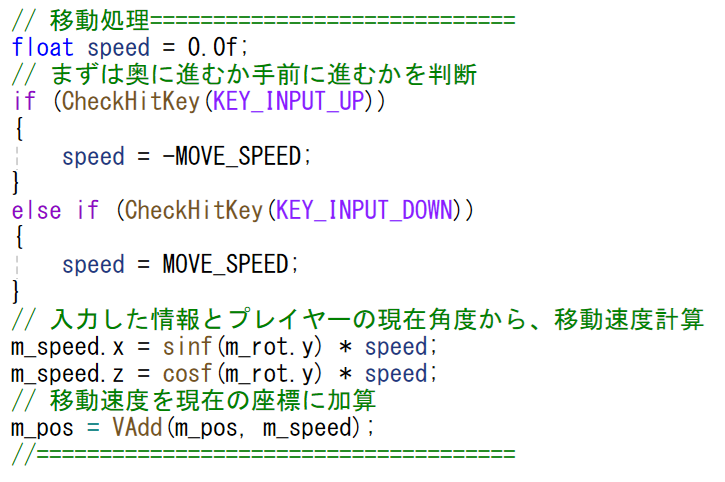 // 移動処理=============================
float speed = 0.0f;
// まずは奥に進むか手前に進むかを判断
if (CheckHitKey(KEY_INPUT_UP))
{
    speed = -MOVE_SPEED;
}
else if (CheckHitKey(KEY_INPUT_DOWN))
{
    speed = MOVE_SPEED;
}
// 入力した情報とプレイヤーの現在角度から、移動速度計算
m_speed.x = sinf(m_rot.y) * speed;
m_speed.z = cosf(m_rot.y) * speed;
// 移動速度を現在の座標に加算
m_pos = VAdd(m_pos, m_speed);
//======================================